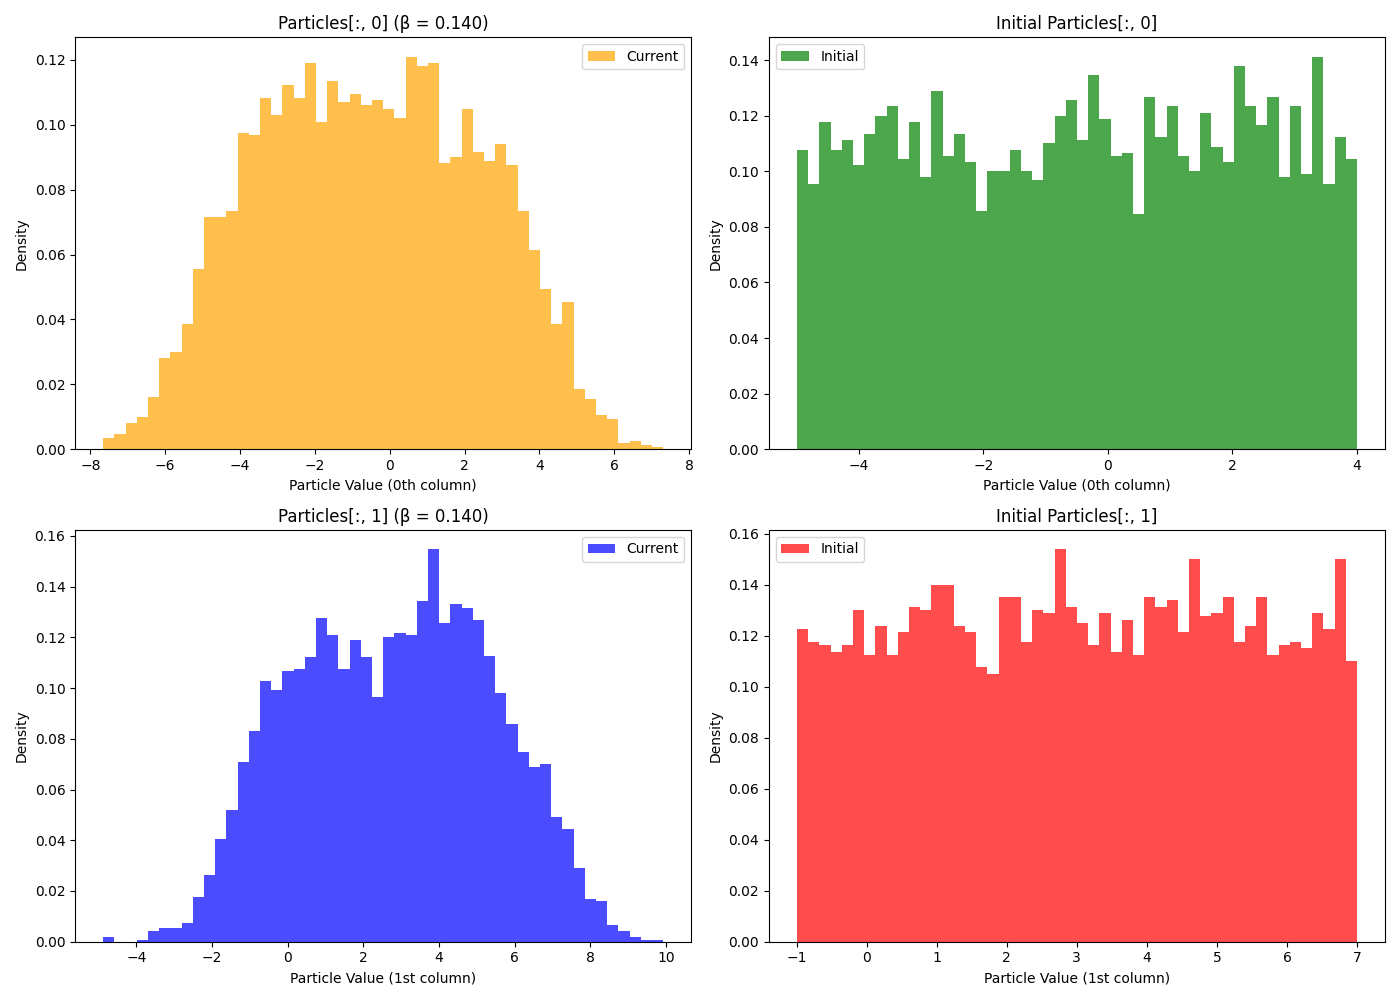 Particles[:, 0] (β = 0.140)
Current
Density
0.12
0.10
0.08
0.06
0.04
0.02
0.00
−8 −6 −4 −2 0 2 4 6 8
Particle Value (0th column)
Initial Particles[:, 0]
Initial
Density
0.14
0.12
0.10
0.08
0.06
0.04
0.02
0.00
−4 −2 0 2 4
Particle Value (0th column)
Particles[:, 1] (β = 0.140)
Current
Density
0.16
0.14
0.12
0.10
0.08
0.06
0.04
0.02
0.00
−4 −2 0 2 4 6 8 10
Particle Value (1st column)
Initial Particles[:, 1]
Initial
Density
0.16
0.14
0.12
0.10
0.08
0.06
0.04
0.02
0.00
−1 0 1 2 3 4 5 6 7
Particle Value (1st column)